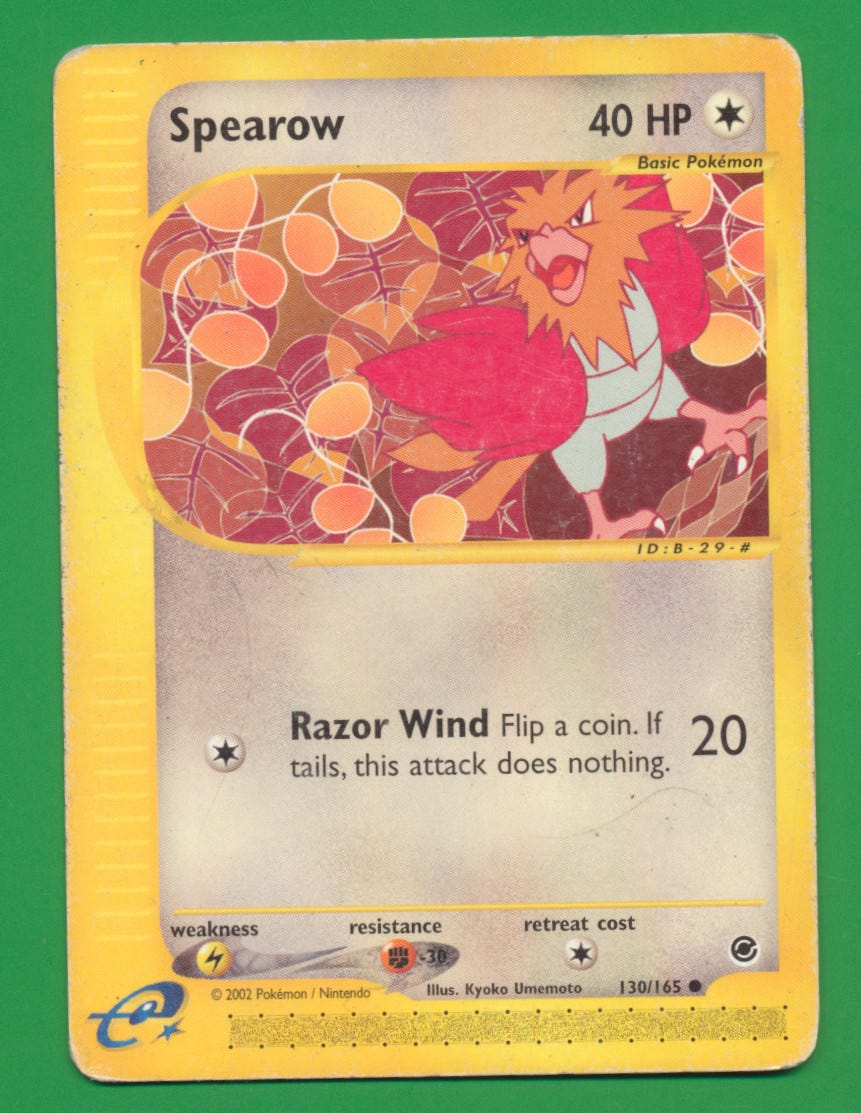 Spearow 40 HP
Basic Pokémon
ID:B-29-#
Razor Wind Flip a coin. If 20
tails, this attack does nothing.
weakness resistance retreat cost
-30
© 2002 Pokémon / Nintendo Illus. Kyoko Umemoto 130/165
e